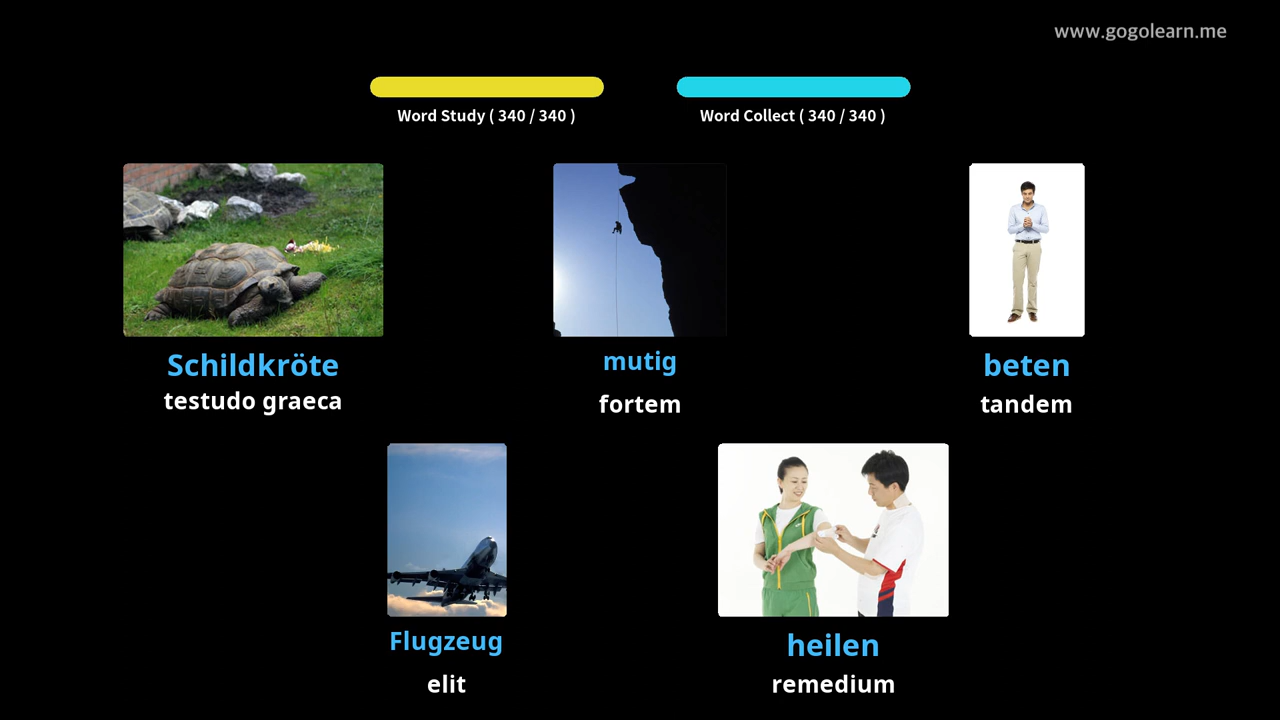 www.gogolearn.me
Word Study ( 340 / 340 )
Word Collect ( 340 / 340 )
Schildkröte
testudo graeca
mutig
fortem
beten
tandem
Flugzeug
elit
heilen
remedium